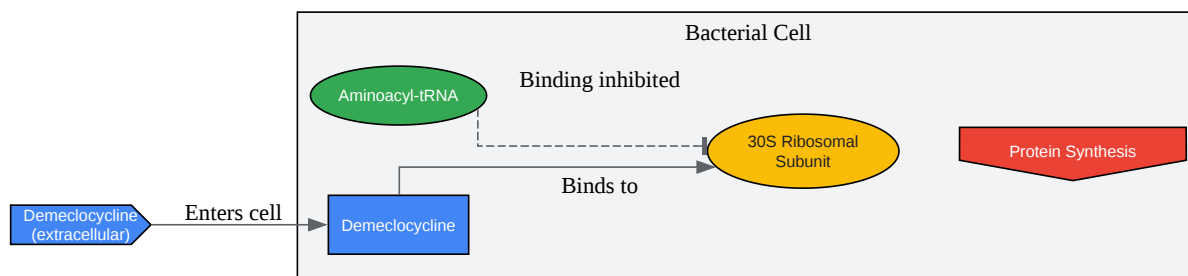 Bacterial Cell
Aminoacyl-tRNA
Binding inhibited
30S Ribosomal
Subunit
Protein Synthesis
Binds to
Demeclocycline
(extracellular)
Enters cell
Demeclocycline